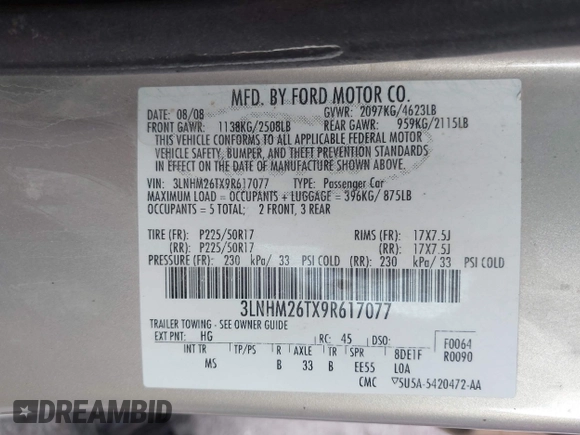 MFD. BY FORD MOTOR CO.
DATE: 08/08 GVWR: 2097KG/4623LB
FRONT GAWR: 1138KG/2508LB REAR GAWR: 959KG/2115LB
THIS VEHICLE CONFORMS TO ALL APPLICABLE FEDERAL MOTOR
VEHICLE SAFETY, BUMPER, AND THEFT PREVENTION STANDARDS
IN EFFECT ON THE DATE OF MANUFACTURE SHOWN ABOVE.
VIN: 3LNHM26TX9R617077 TYPE: Passenger Car
MAXIMUM LOAD = OCCUPANTS + LUGGAGE = 396KG/ 875LB
OCCUPANTS = 5 TOTAL; 2 FRONT, 3 REAR
TIRE (FR): P225/50R17 RIMS (FR): 17X7.5J
(RR): P225/50R17 (RR): 17X7.5J
PRESSURE (FR): 230 kPa/ 33 PSI COLD (RR): 230 kPa/ 33 PSI COLD
3LNHM26TX9R617077
TRAILER TOWING - SEE OWNER GUIDE
EXT PNT: HG RC: 45 DSO: F0064
INT TR TP/PS R AXLE TR SPR 8DE1F R0090
M5 B 33 B EE55 LOA
CMC ▽5U5A-5420472-AA
DREAMBID